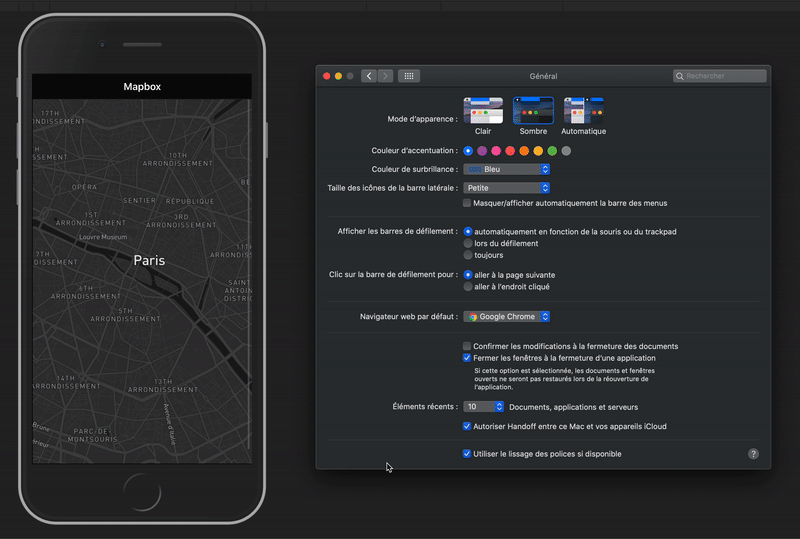 Mapbox
17TH
ARRONDISSEMENT
10TH
ARRONDISSEMENT
OPÉRA
SENTIER
RÉPUBLIQUE
1ST
ARRONDISSEMENT
3RD
ARRONDISSEMENT
Louvre Museum
Paris
7TH
6TH
ARRONDISSEMENT
5TH
ARRONDISSEMENT
SAINT
ANTOINE
14TH
ARRONDISSEMENT
13TH
ARRONDISSEMENT
Avenue d'Italie
PARC-DE-
MONTSOURIS
Général
Rechercher
Mode d'apparence :
Clair
Sombre
Automatique
Couleur d'accentuation :
Couleur de surbrillance :
Bleu
Taille des icônes de la barre latérale :
Petite
Masquer/afficher automatiquement la barre des menus
Afficher les barres de défilement :
automatiquement en fonction de la souris ou du trackpad
lors du défilement
toujours
Clic sur la barre de défilement pour :
aller à la page suivante
aller à l'endroit cliqué
Navigateur web par défaut :
Google Chrome
Confirmer les modifications à la fermeture des documents
Fermer les fenêtres à la fermeture d'une application
Si cette option est sélectionnée, les documents et fenêtres
ouverts ne seront pas restaurés lors de la réouverture de
l'application.
Éléments récents :
10
Documents, applications et serveurs
Autoriser Handoff entre ce Mac et vos appareils iCloud
Utiliser le lissage des polices si disponible
?